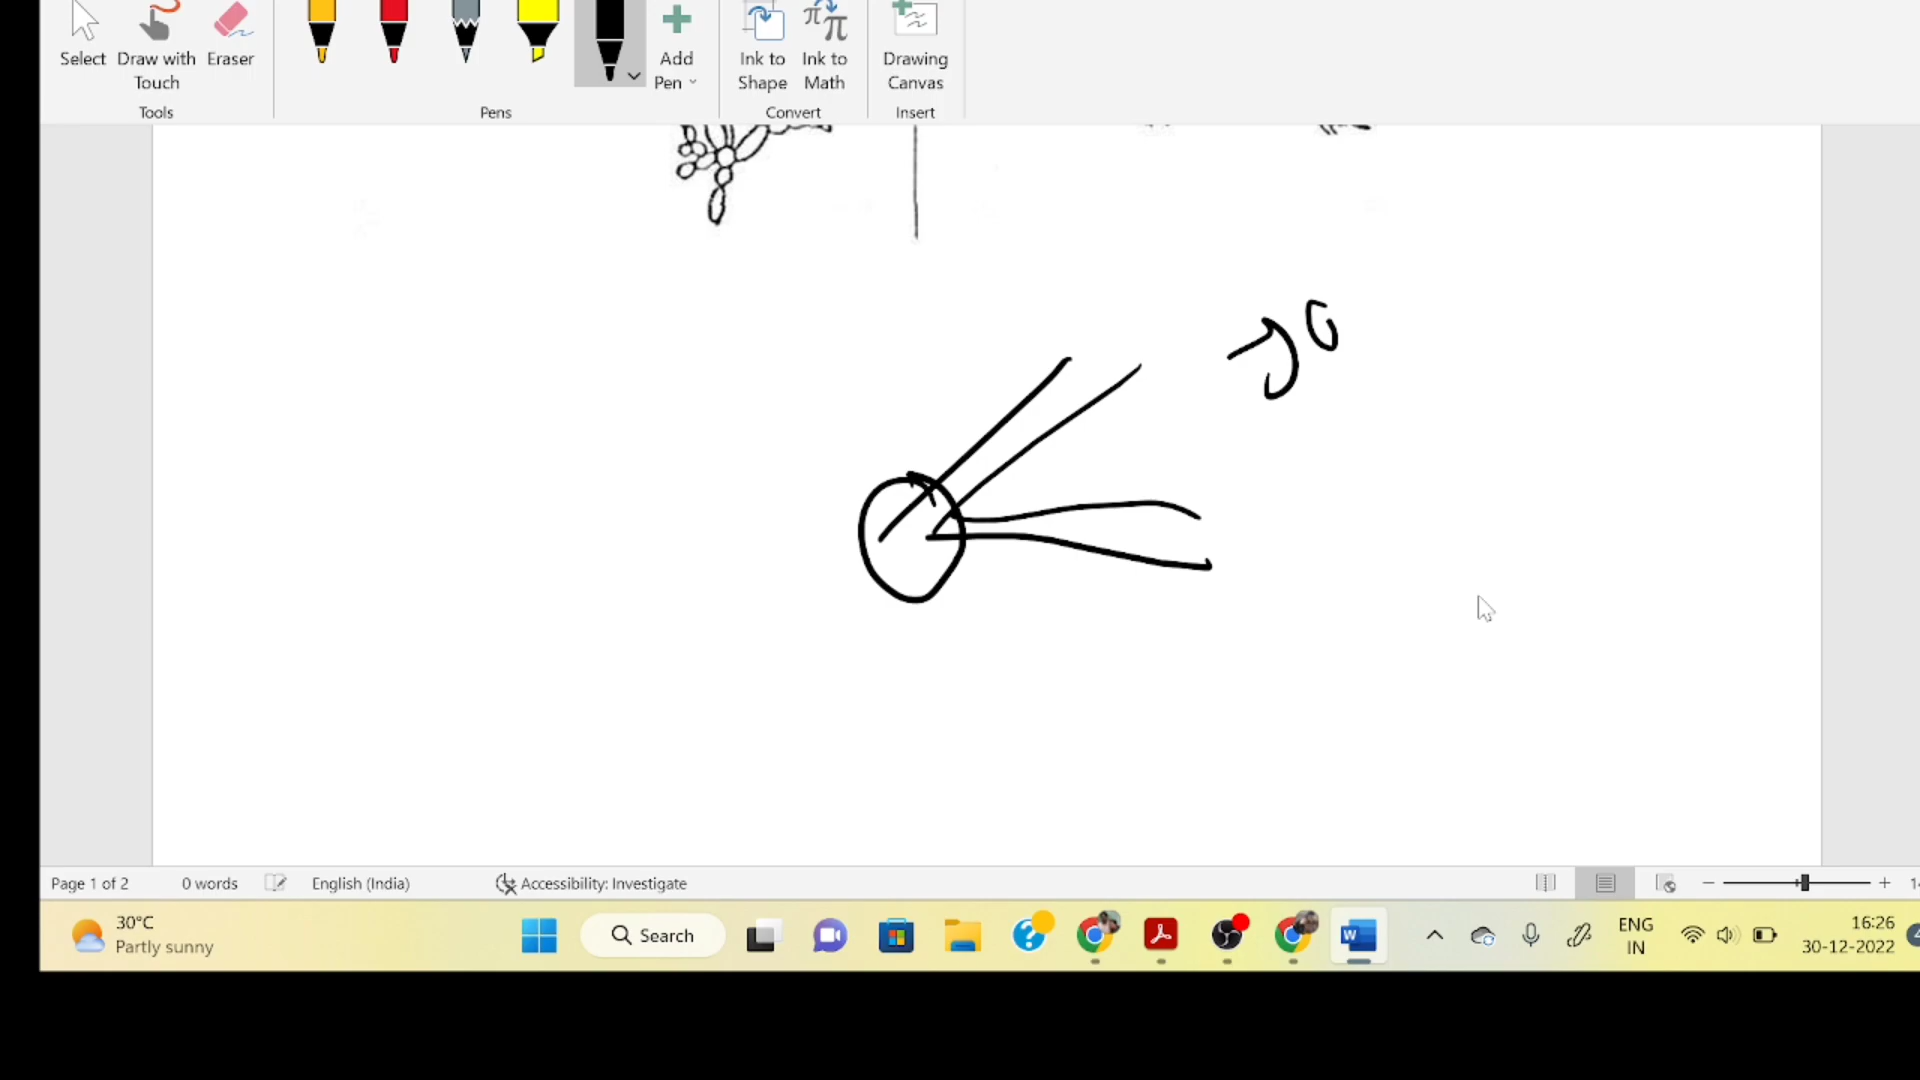 Select
Draw with
Touch
Eraser
Add
Pen
Ink to
Shape
Ink to
Math
Drawing
Canvas
Tools
Pens
Convert
Insert
Page 1 of 2
0 words
English (India)
Accessibility: Investigate
30°C
Partly sunny
Search
ENG
IN
16:26
30-12-2022